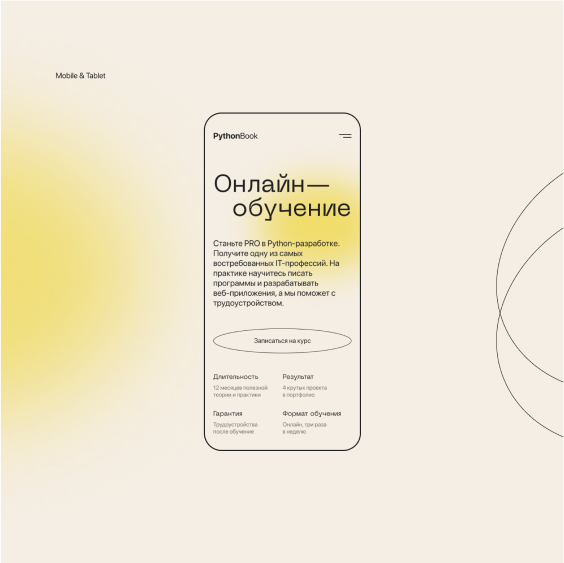 Mobile & Tablet
PythonBook
Онлайн—
обучение
Станьте PRO в Python-разработке.
Получите одну из самых
востребованных IT-профессий. На
практике научитесь писать
программы и разрабатывать
веб-приложения, а мы поможет с
трудоустройством.
Записаться на курс
Длительность
12 месяцев полезной
теории и практики
Результат
4 крутых проекта
в портфолио
Гарантия
Трудоустройства
после обучение
Формат обучения
Онлайн, три раза
в неделю